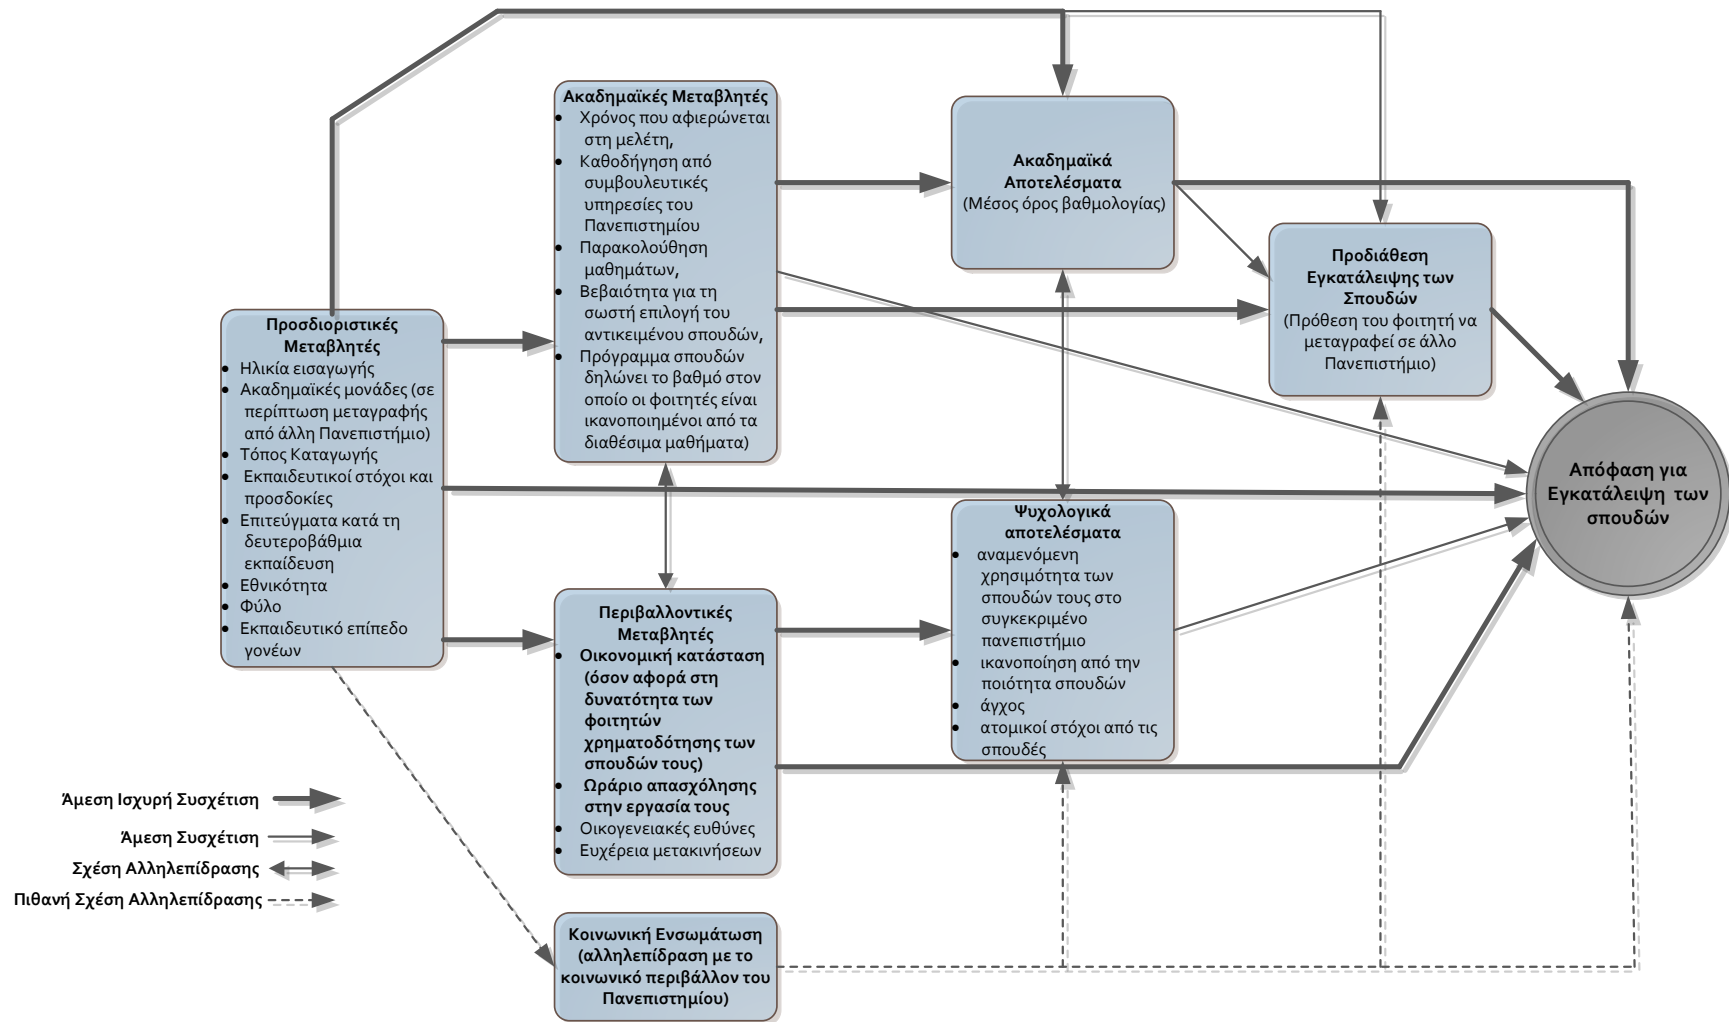 Προσδιοριστικές
Μεταβλητές
• Ηλικία εισαγωγής
• Ακαδημαϊκές μονάδες (σε
περίπτωση μεταγραφής
από άλλη Πανεπιστήμιο)
• Τόπος Καταγωγής
• Εκπαιδευτικοί στόχοι και
προσδοκίες
• Επιτεύγματα κατά τη
δευτεροβάθμια
εκπαίδευση
• Εθνικότητα
• Φύλο
• Εκπαιδευτικό επίπεδο
γονέων
Ακαδημαϊκές Μεταβλητές
• Χρόνος που αφιερώνεται
στη μελέτη,
• Καθοδήγηση από
συμβουλευτικές
υπηρεσίες του
Πανεπιστημίου
• Παρακολούθηση
μαθημάτων,
• Βεβαιότητα για τη
σωστή επιλογή του
αντικειμένου σπουδών,
• Πρόγραμμα σπουδών
δηλώνει το βαθμό στον
οποίο οι φοιτητές είναι
ικανοποιημένοι από τα
διαθέσιμα μαθήματα)
Περιβαλλοντικές
Μεταβλητές
• Οικονομική κατάσταση
(όσον αφορά στη
δυνατότητα των
φοιτητών
χρηματοδότησης των
σπουδών τους)
• Ωράριο απασχόλησης
στην εργασία τους
• Οικογενειακές ευθύνες
• Ευχέρεια μετακινήσεων
Κοινωνική Ενσωμάτωση
(αλληλεπίδραση με το
κοινωνικό περιβάλλον του
Πανεπιστημίου)
Ακαδημαϊκά
Αποτελέσματα
(Μέσος όρος βαθμολογίας)
Ψυχολογικά
αποτελέσματα
• αναμενόμενη
χρησιμότητα των
σπουδών τους στο
συγκεκριμένο
πανεπιστήμιο
• ικανοποίηση από την
ποιότητα σπουδών
• άγχος
• ατομικοί στόχοι από τις
σπουδές
Προδιάθεση
Εγκατάλειψης των
Σπουδών
(Πρόθεση του φοιτητή να
μεταγραφεί σε άλλο
Πανεπιστήμιο)
Απόφαση για
Εγκατάλειψη των
σπουδών
Άμεση Ισχυρή Συσχέτιση
Άμεση Συσχέτιση
Σχέση Αλληλεπίδρασης
Πιθανή Σχέση Αλληλεπίδρασης